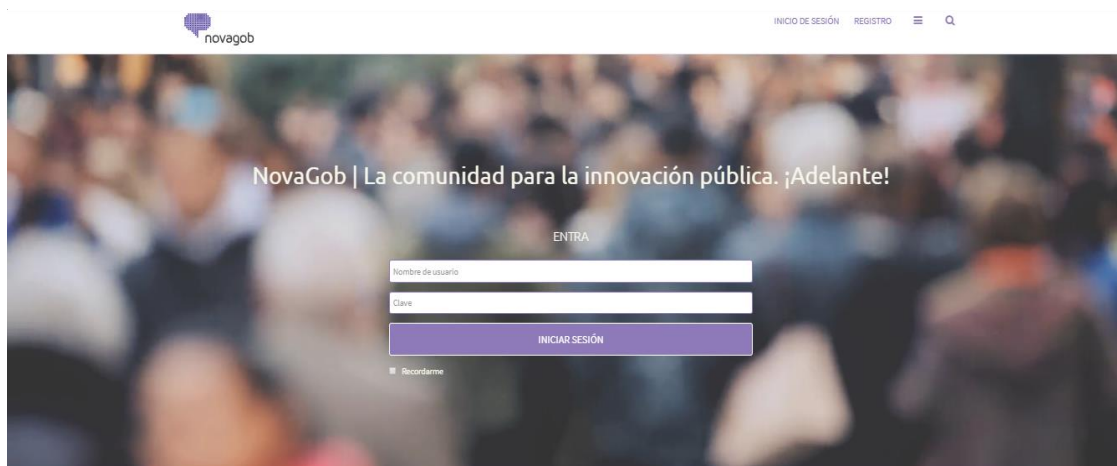 novagob
INICIO DE SESIÓN REGISTRO
NovaGob | La comunidad para la innovación pública. ¡Adelante!
ENTRA
Nombre de usuario
Clave
INICIAR SESIÓN
Recordarme